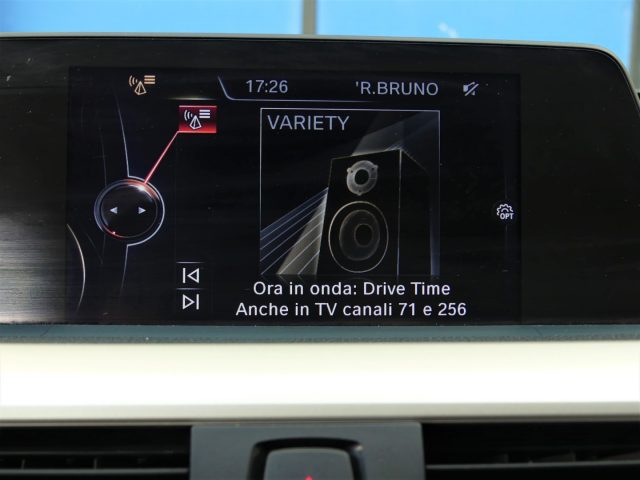 17:26
'R.BRUNO
VARIETY
OPT
Ora in onda: Drive Time
Anche in TV canali 71 e 256